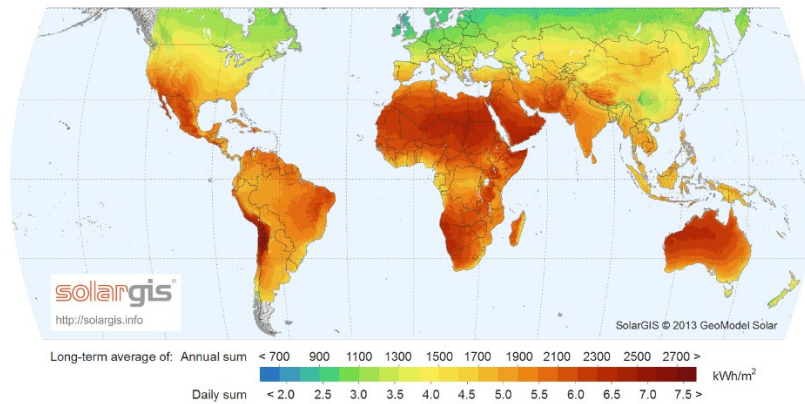 solargis
http://solargis.info
SolarGIS © 2013 GeoModel Solar
Long-term average of: Annual sum < 700 900 1100 1300 1500 1700 1900 2100 2300 2500 2700 >
kWh/m²
Daily sum < 2.0 2.5 3.0 3.5 4.0 4.5 5.0 5.5 6.0 6.5 7.0 7.5 >